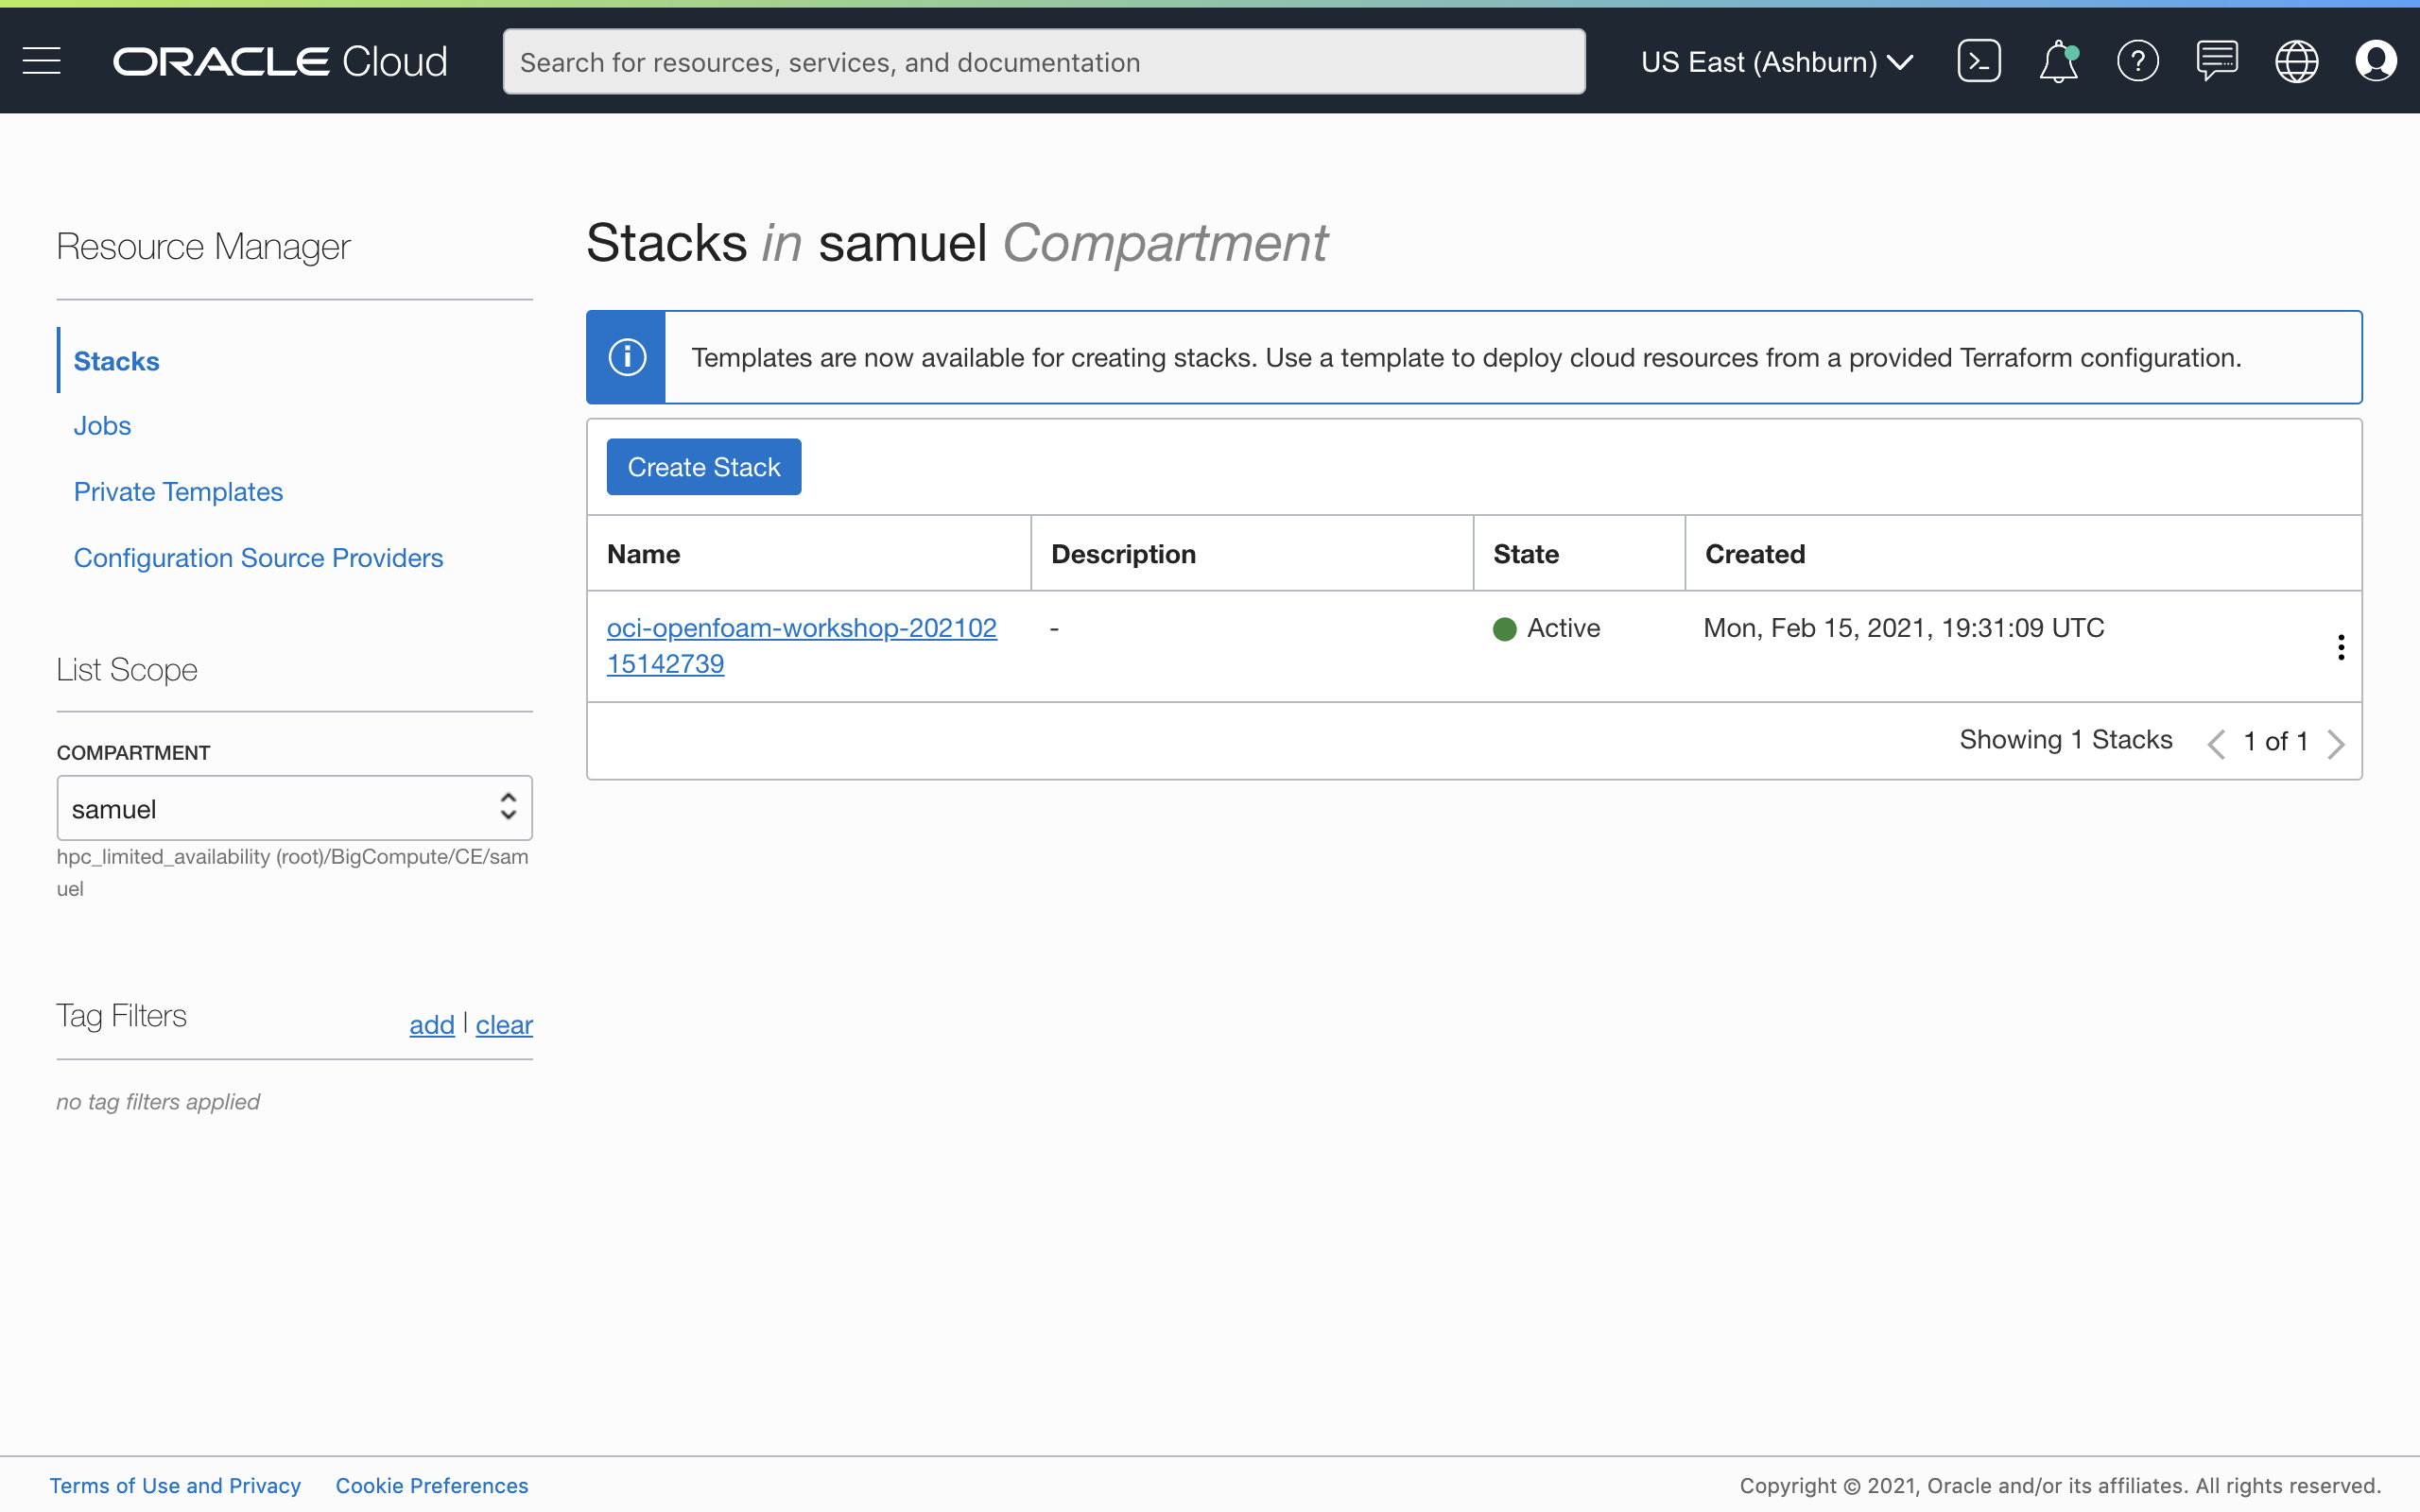 ORACLE Cloud
Search for resources, services, and documentation
US East (Ashburn)
Resource Manager
Stacks
Jobs
Private Templates
Configuration Source Providers
List Scope
COMPARTMENT
samuel
hpc_limited_availability (root)/BigCompute/CE/sam
uel
Tag Filters
add | clear
no tag filters applied
Stacks in samuel Compartment
Templates are now available for creating stacks. Use a template to deploy cloud resources from a provided Terraform configuration.
Create Stack
Name Description State Created
oci-openfoam-workshop-202102 - Active Mon, Feb 15, 2021, 19:31:09 UTC
15142739
Showing 1 Stacks 1 of 1
Terms of Use and Privacy Cookie Preferences
Copyright © 2021, Oracle and/or its affiliates. All rights reserved.